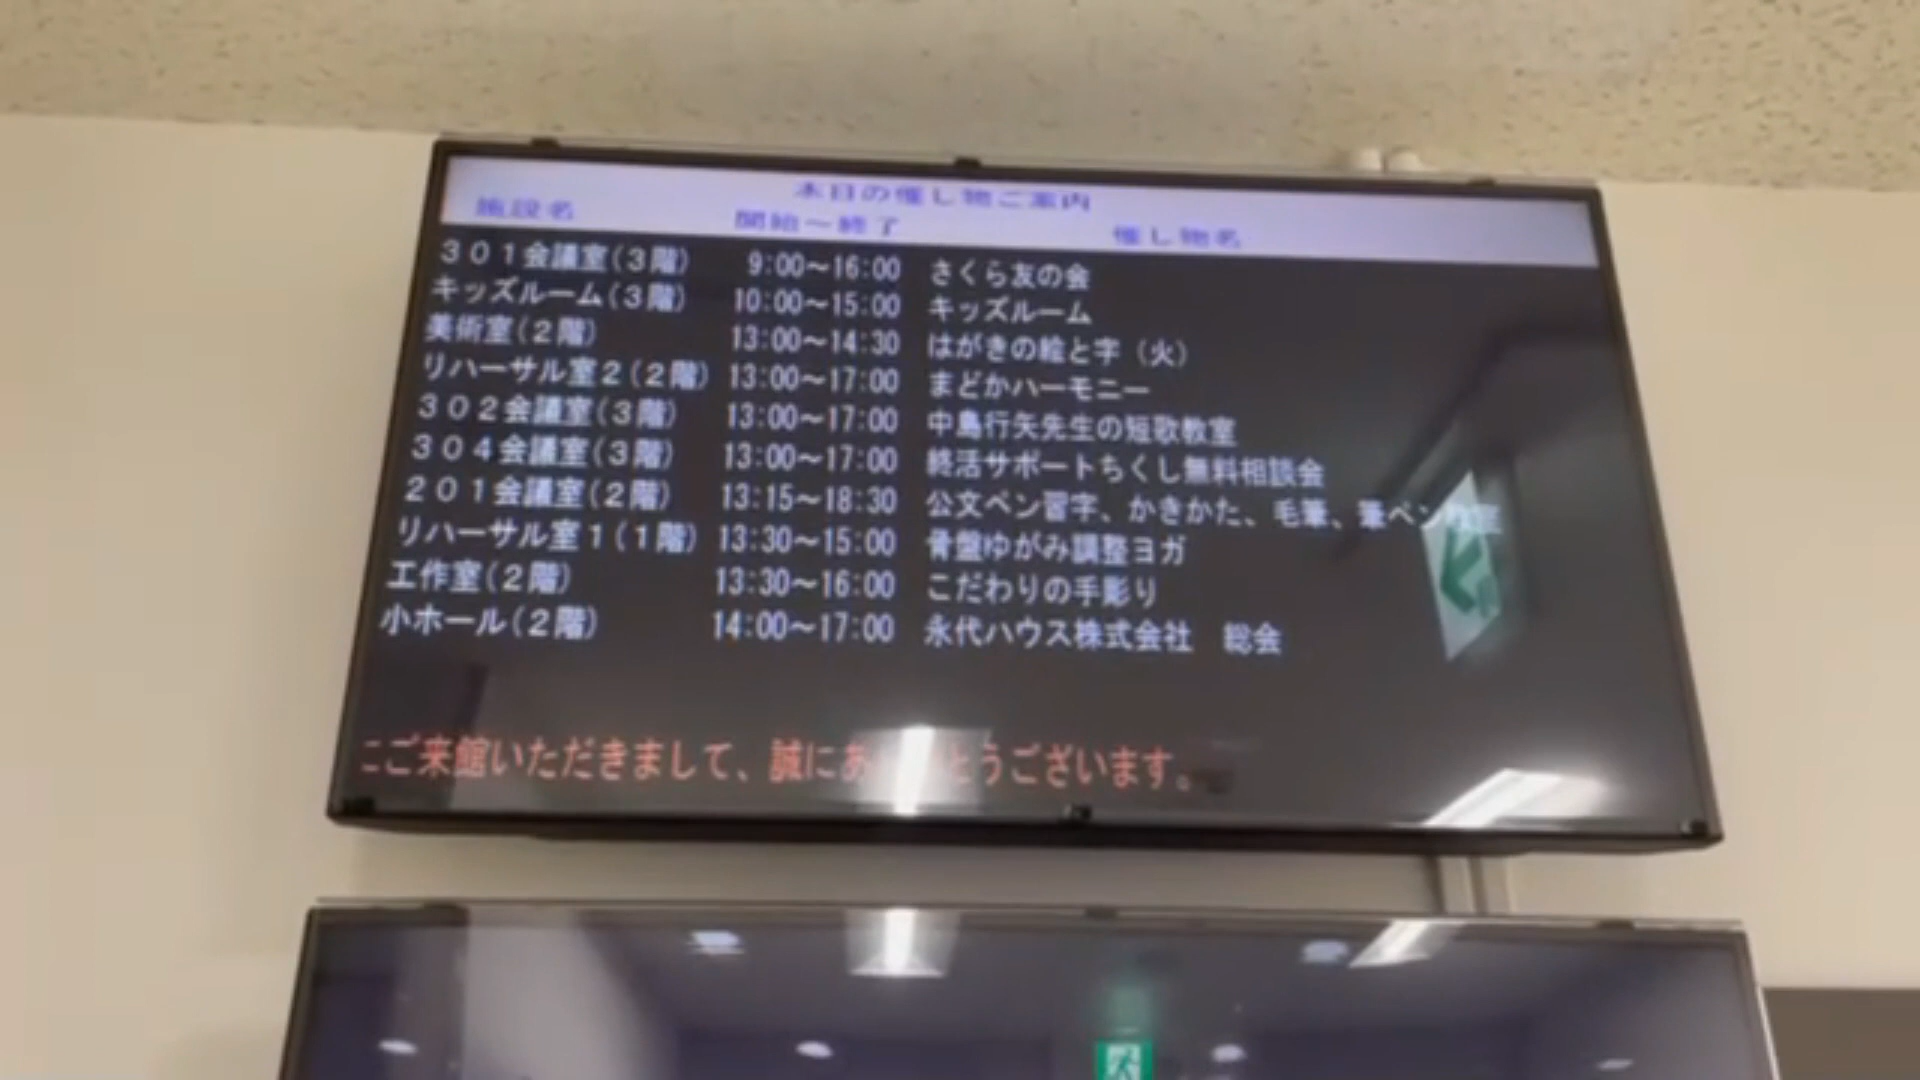 本日の催し物ご案内
施設名 開始～終了 催し物名
301会議室(3階) 9:00～16:00 さくら友の会
キッズルーム(3階) 10:00～15:00 キッズルーム
美術室(2階) 13:00～14:30 はがきの絵と字（火）
リハーサル室2(2階) 13:00～17:00 まどかハーモニー
302会議室(3階) 13:00～17:00 中島行矢先生の短歌教室
304会議室(3階) 13:00～17:00 終活サポートちくし無料相談会
201会議室(2階) 13:15～18:30 公文ペン習字、かきかた、毛筆、筆ペン
リハーサル室1(1階) 13:30～15:00 骨盤ゆがみ調整ヨガ
工作室(2階) 13:30～16:00 こだわりの手彫り
小ホール(2階) 14:00～17:00 永代ハウス株式会社　総会
ご来館いただきまして、誠にありがとうございます。